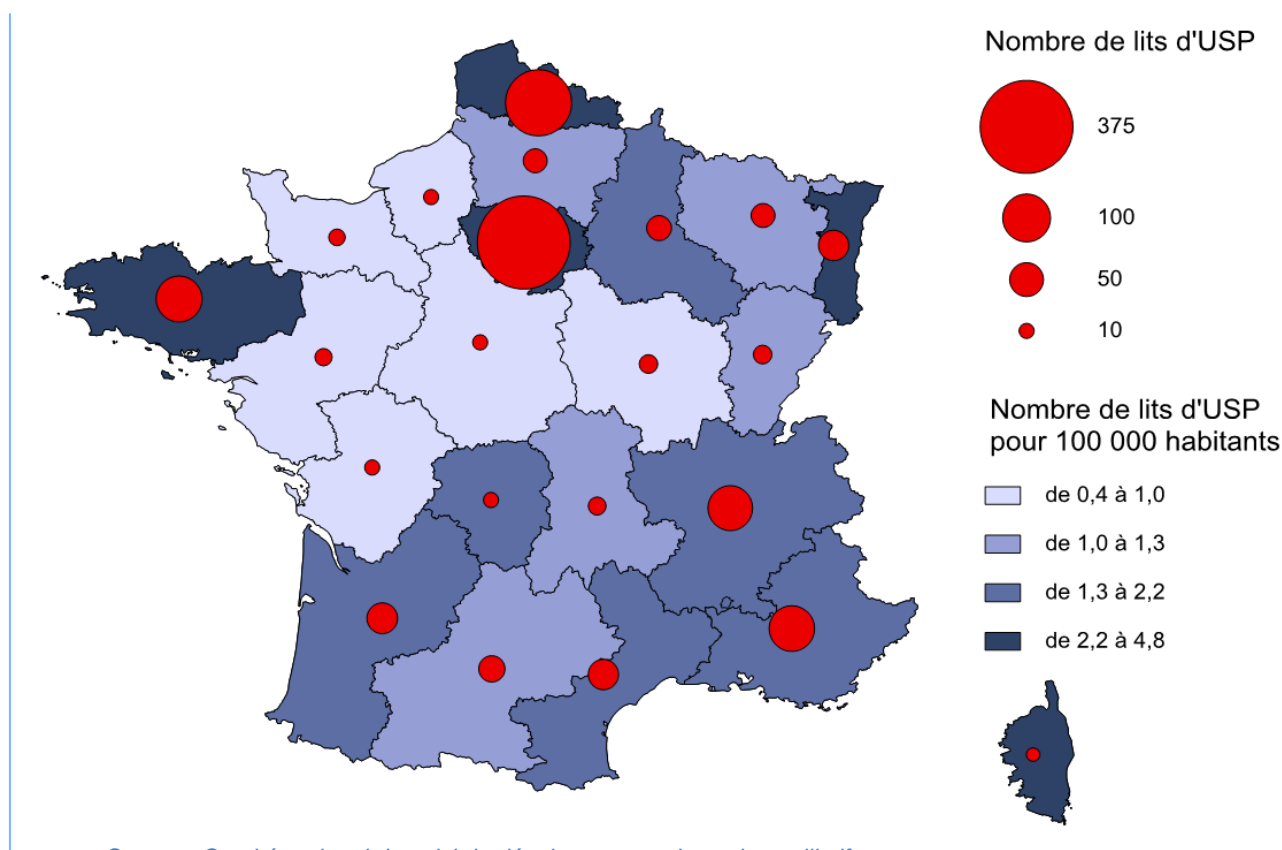 Nombre de lits d'USP
375
100
50
10
Nombre de lits d'USP
pour 100 000 habitants
de 0,4 à 1,0
de 1,0 à 1,3
de 1,3 à 2,2
de 2,2 à 4,8